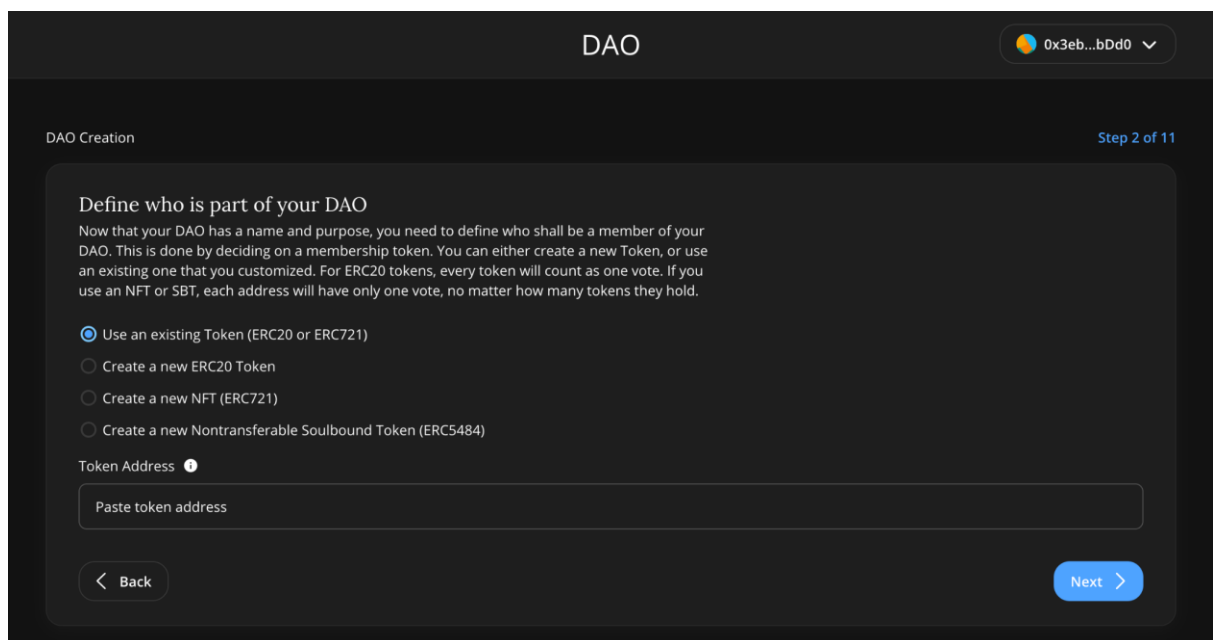 DAO
0x3eb...bDd0
DAO Creation
Step 2 of 11
Define who is part of your DAO
Now that your DAO has a name and purpose, you need to define who shall be a member of your
DAO. This is done by deciding on a membership token. You can either create a new Token, or use
an existing one that you customized. For ERC20 tokens, every token will count as one vote. If you
use an NFT or SBT, each address will have only one vote, no matter how many tokens they hold.
Use an existing Token (ERC20 or ERC721)
Create a new ERC20 Token
Create a new NFT (ERC721)
Create a new Nontransferable Soulbound Token (ERC5484)
Token Address
Paste token address
Back
Next